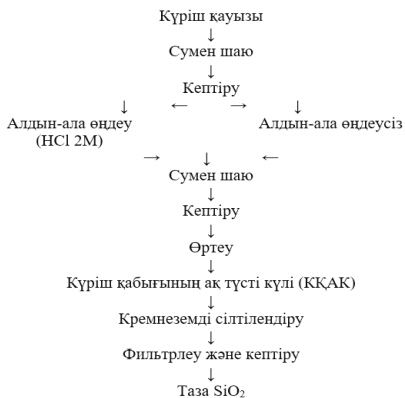 Күріш қауызы
↓
Сумен шаю
↓
Кептіру
↓ ← → ↓
Алдын-ала өңдеу Алдын-ала өңдеусіз
(HCl 2M)
→ ↓ ←
Сумен шаю
↓
Кептіру
↓
Өртеу
↓
Күріш қабығының ақ түсті күлі (КҚАК)
↓
Кремнеземді сілтілендіру
↓
Фильтрлеу және кептіру
↓
Таза SiO₂